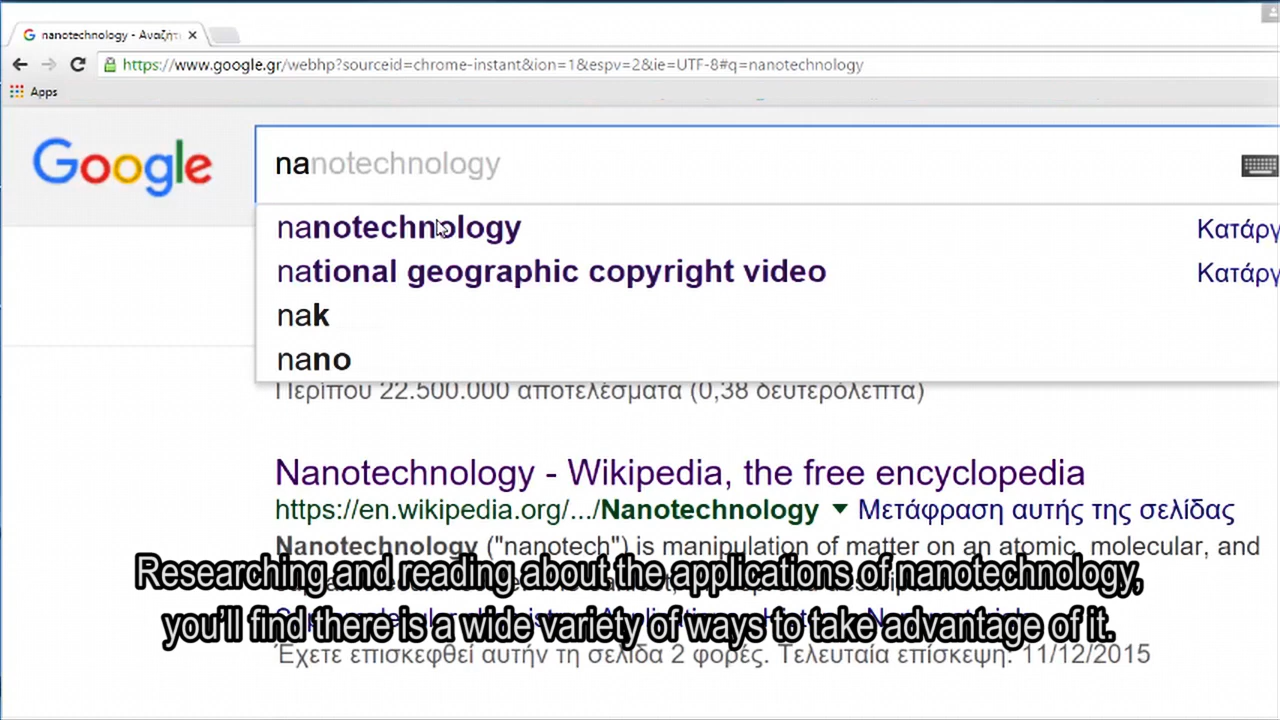 nanotechnology - Αναζήτ
https://www.google.gr/webhp?sourceid=chrome-instant&ion=1&espv=2&ie=UTF-8#q=nanotechnology
Apps
Google
nanotechnology
nanotechnology Κατάργ
national geographic copyright video Κατάργ
nak
nano
Περίπου 22.500.000 αποτελέσματα (0,38 δευτερόλεπτα)
Nanotechnology - Wikipedia, the free encyclopedia
https://en.wikipedia.org/.../Nanotechnology Μετάφραση αυτής της σελίδας
Nanotechnology ("nanotech") is manipulation of matter on an atomic, molecular, and
Researching and reading about the applications of nanotechnology,
you'll find there is a wide variety of ways to take advantage of it.
Έχετε επισκεφθεί αυτήν τη σελίδα 2 φορές. Τελευταία επίσκεψη: 11/12/2015